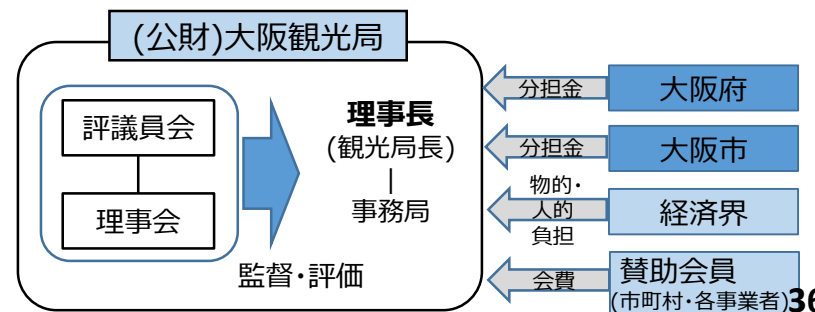 (公財)大阪観光局
評議員会
理事会
理事長
(観光局長)
|
事務局
監督・評価
分担金
大阪府
分担金
大阪市
物的・
人的
負担
経済界
会費
賛助会員
(市町村・各事業者)
36